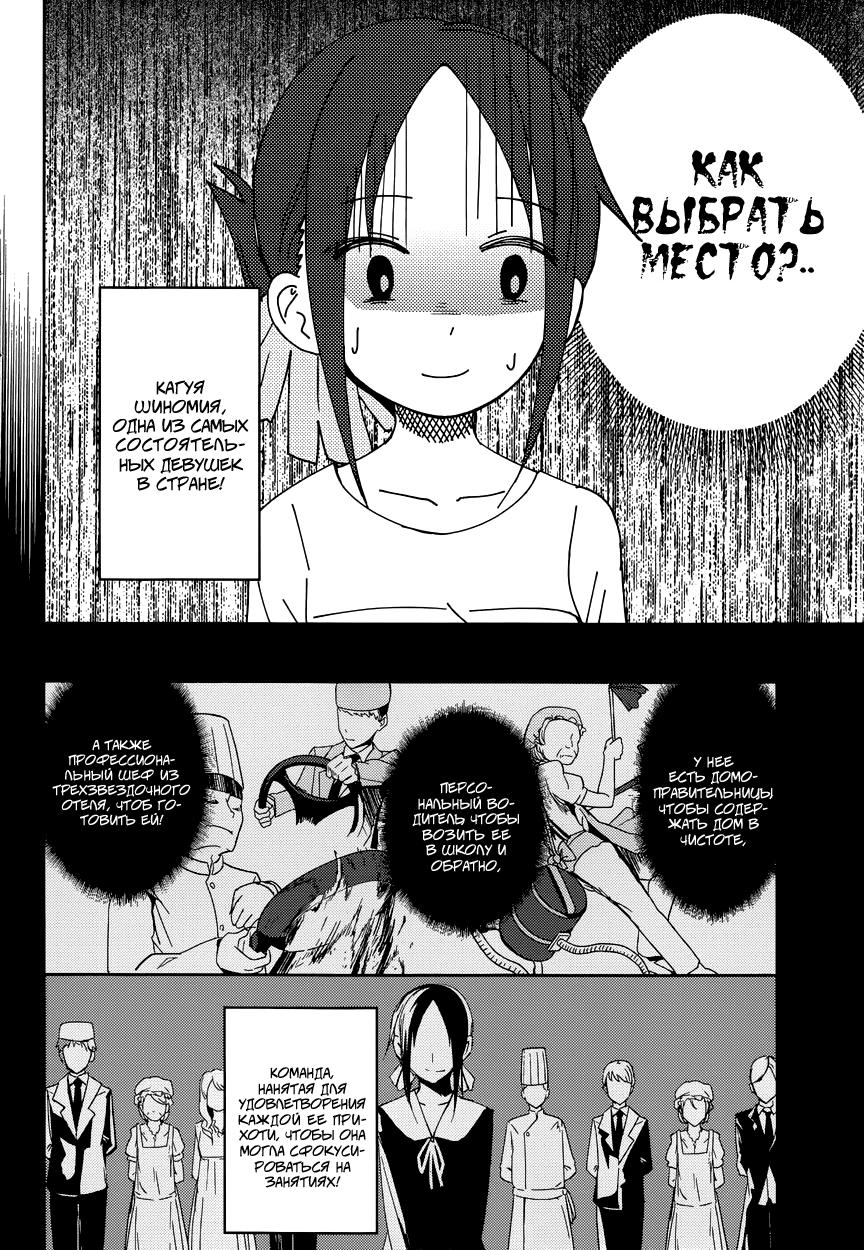 КАК
ВЫБРАТЬ
МЕСТО?..
КАГУЯ
ШИНОМИЯ,
ОДНА ИЗ САМЫХ
СОСТОЯТЕЛЬ-
НЫХ ДЕВУШЕК
В СТРАНЕ!
У НЕЕ
ЕСТЬ ДОМО-
ПРАВИТЕЛЬНИЦЫ
ЧТОБЫ СОДЕР-
ЖАТЬ ДОМ В
ЧИСТОТЕ,
ПЕРСО-
НАЛЬНЫЙ ВО-
ДИТЕЛЬ ЧТОБЫ
ВОЗИТЬ ЕЕ
В ШКОЛУ И
ОБРАТНО,
А ТАКЖЕ
ПРОФЕССИОНА-
ЛЬНЫЙ ШЕФ ИЗ
ТРЕХЗВЕЗДОЧНОГО
ОТЕЛЯ, ЧТОБ ГО-
ТОВИТЬ ЕЙ!
КОМАНДА,
НАНЯТАЯ ДЛЯ
УДОВЛЕТВОРЕНИЯ
КАЖДОЙ ЕЕ ПРИ-
ХОТИ, ЧТОБЫ ОНА
МОГЛА СФОКУСИ-
РОВАТЬСЯ НА
ЗАНЯТИЯХ!